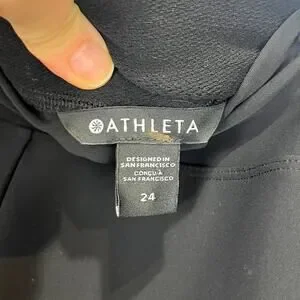 ATHLETA
DESIGNED IN
SAN FRANCISCO
CONÇU À
SAN FRANCISCO
24